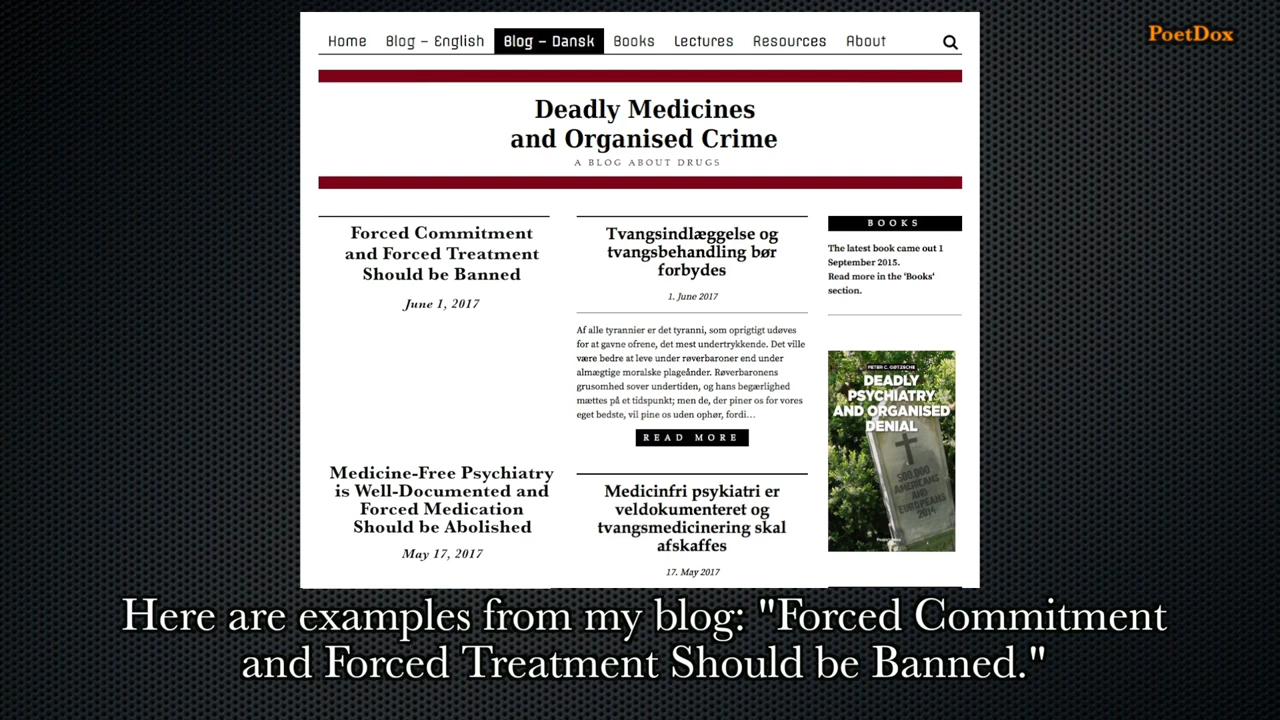 PoetDox
Home Blog – English Blog – Dansk Books Lectures Resources About
Deadly Medicines
and Organised Crime
A BLOG ABOUT DRUGS
Forced Commitment
and Forced Treatment
Should be Banned
June 1, 2017
Medicine-Free Psychiatry
is Well-Documented and
Forced Medication
Should be Abolished
May 17, 2017
Tvangsindlæggelse og
tvangsbehandling bør
forbydes
1. June 2017
Af alle tyrannier er det tyranni, som oprigtigt udøves
for at gavne ofrene, det mest undertrykkende. Det ville
være bedre at leve under røverbaroner end under
almægtige moralske plageånder. Røverbaronens
grusomhed sover undertiden, og hans begærlighed
mættes på et tidspunkt; men de, der piner os for vores
eget bedste, vil pine os uden ophør, fordi…
READ MORE
Medicinfri psykiatri er
veldokumenteret og
tvangsmedicinering skal
afskaffes
17. May 2017
BOOKS
The latest book came out 1
September 2015.
Read more in the 'Books'
section.
PETER C. GØTZSCHE
DEADLY
PSYCHIATRY
AND ORGANISED
DENIAL
500.000
AMERICANS
AND
EUROPEANS
2014
Here are examples from my blog: "Forced Commitment
and Forced Treatment Should be Banned."